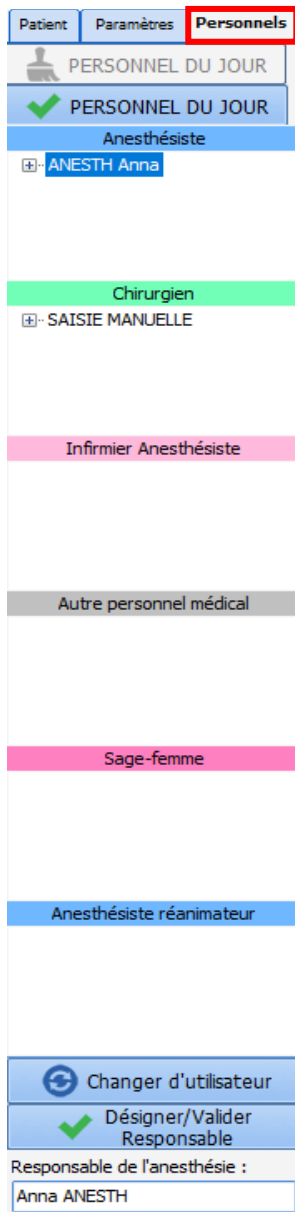 Patient Paramètres Personnels
PERSONNEL DU JOUR
PERSONNEL DU JOUR
Anesthésiste
ANESTH Anna
Chirurgien
SAISIE MANUELLE
Infirmier Anesthésiste
Autre personnel médical
Sage-femme
Anesthésiste réanimateur
Changer d'utilisateur
Désigner/Valider
Responsable
Responsable de l'anesthésie :
Anna ANESTH